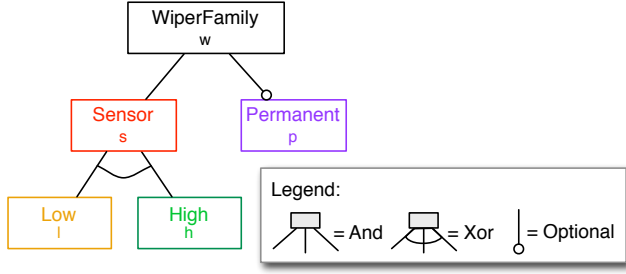 WiperFamily
w
Sensor
s
Permanent
p
Low
l
High
h
Legend:
= And
= Xor
= Optional